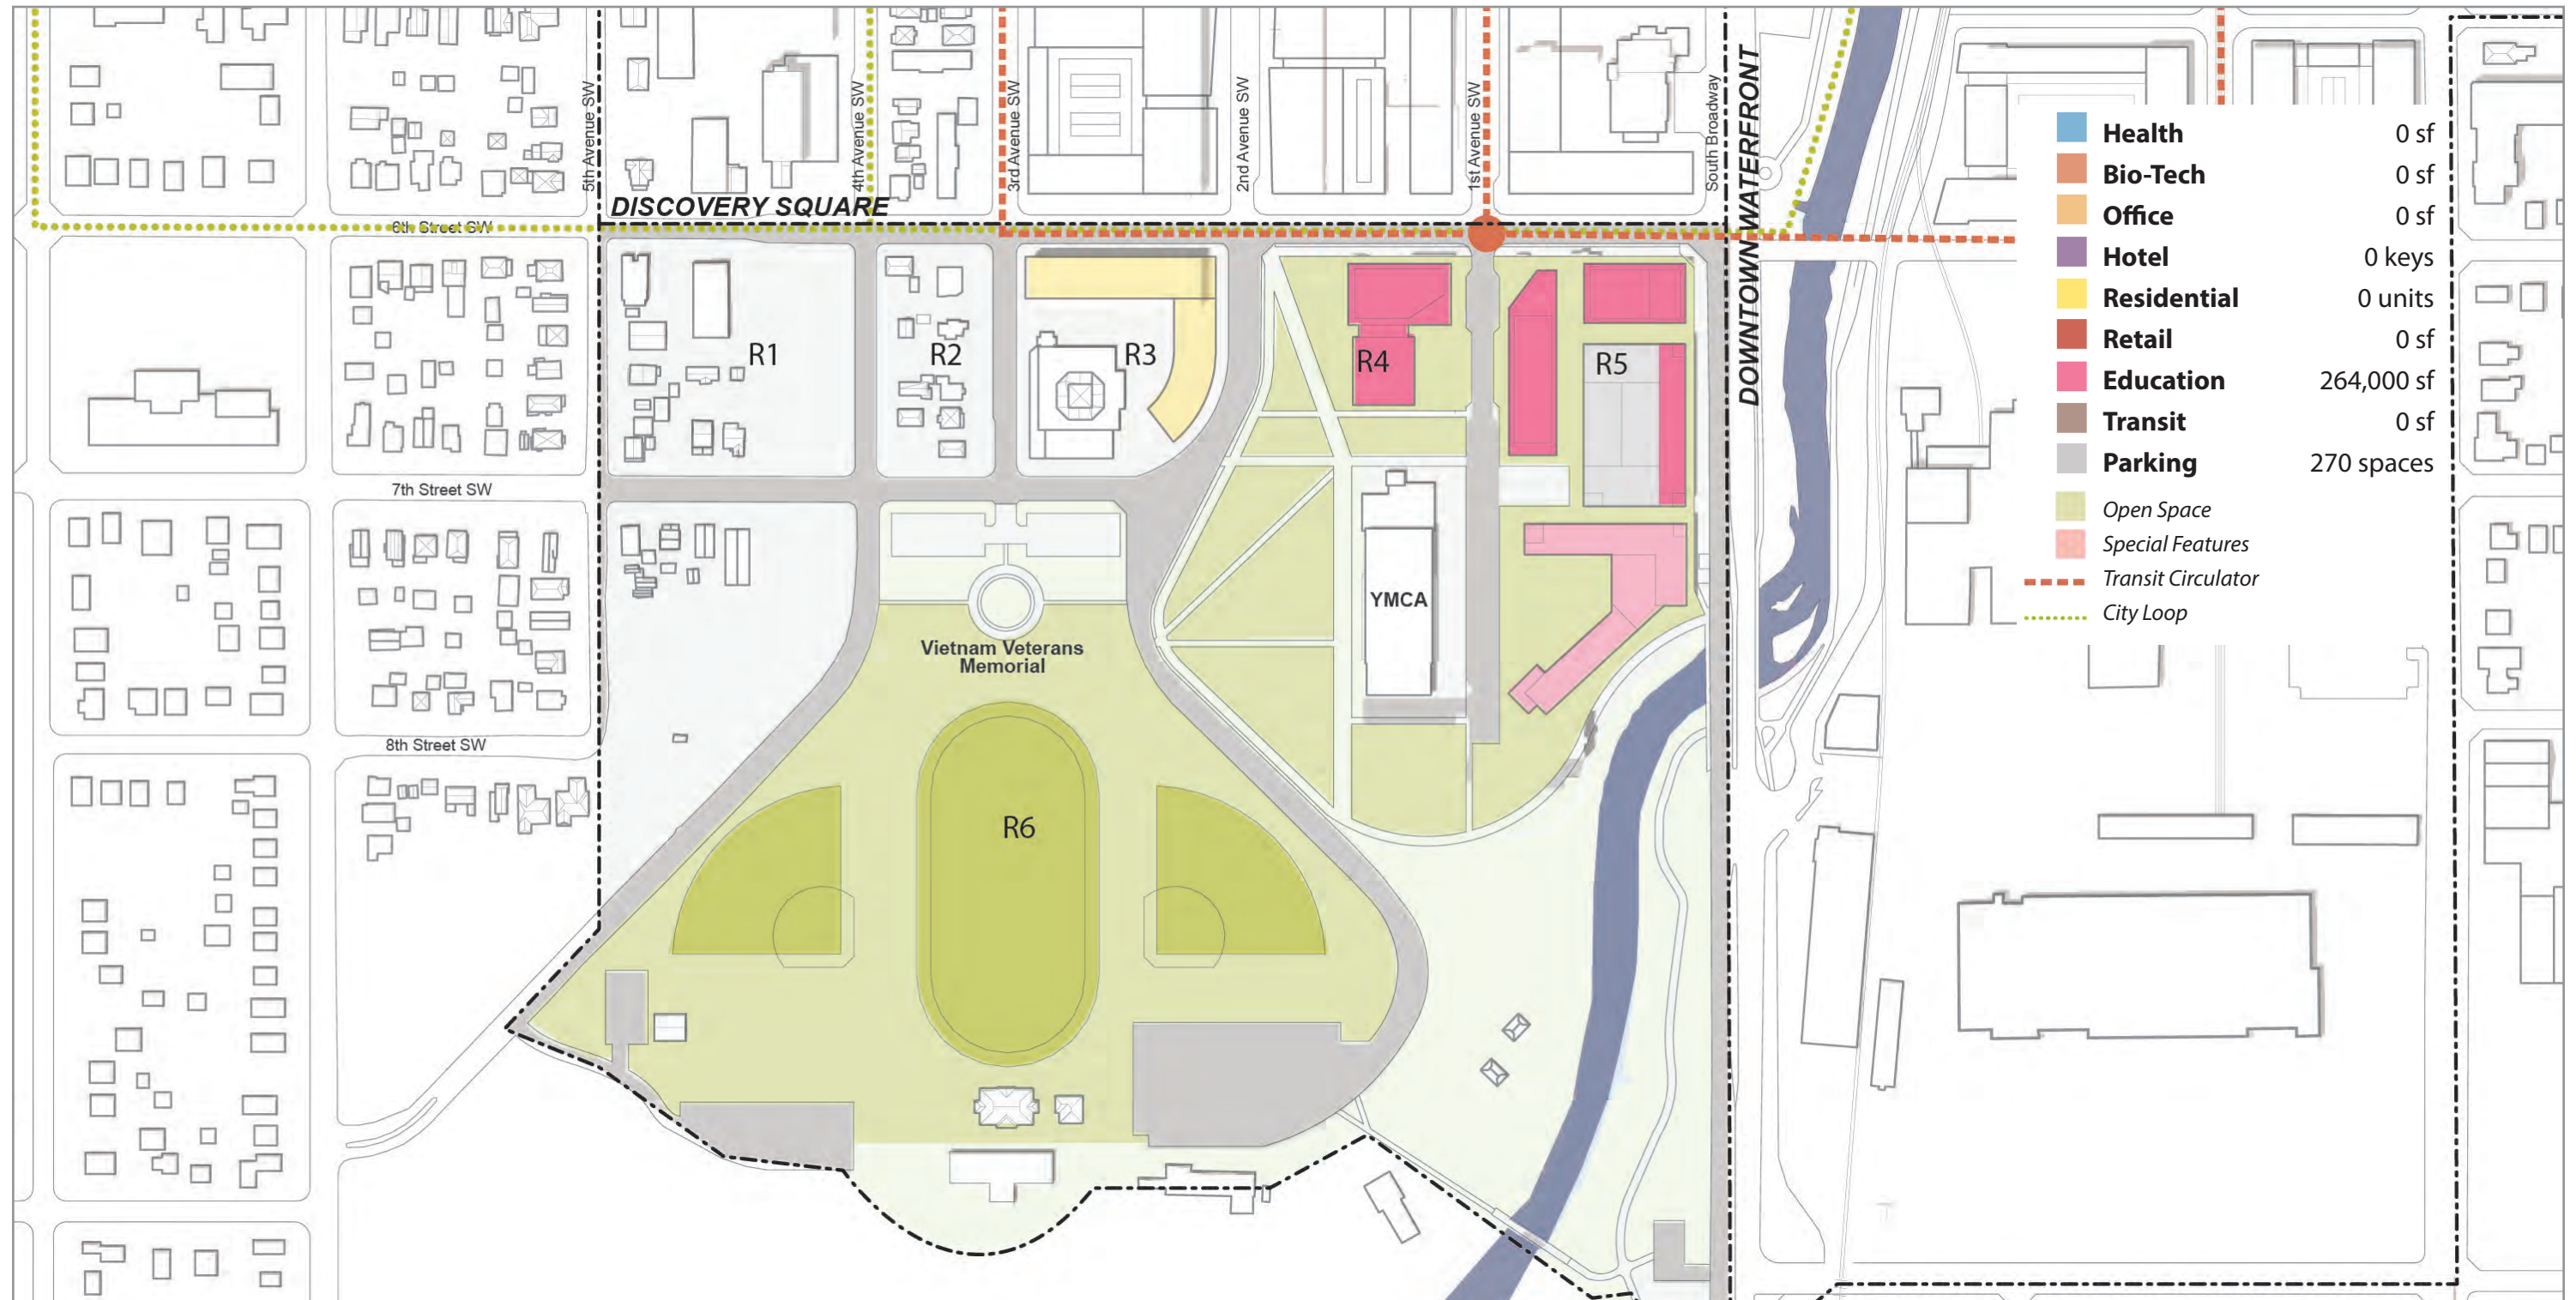 5th Avenue SW
4th Avenue SW
3rd Avenue SW
2nd Avenue SW
1st Avenue SW
South Broadway
DOWNTOWN WATERFRONT
DISCOVERY SQUARE
6th Street SW
Health 0 sf
Bio-Tech 0 sf
Office 0 sf
Hotel 0 keys
Residential 0 units
Retail 0 sf
Education 264,000 sf
Transit 0 sf
Parking 270 spaces
Open Space
Special Features
Transit Circulator
City Loop
R1
R2
R3
R4
R5
7th Street SW
YMCA
Vietnam Veterans
Memorial
8th Street SW
R6